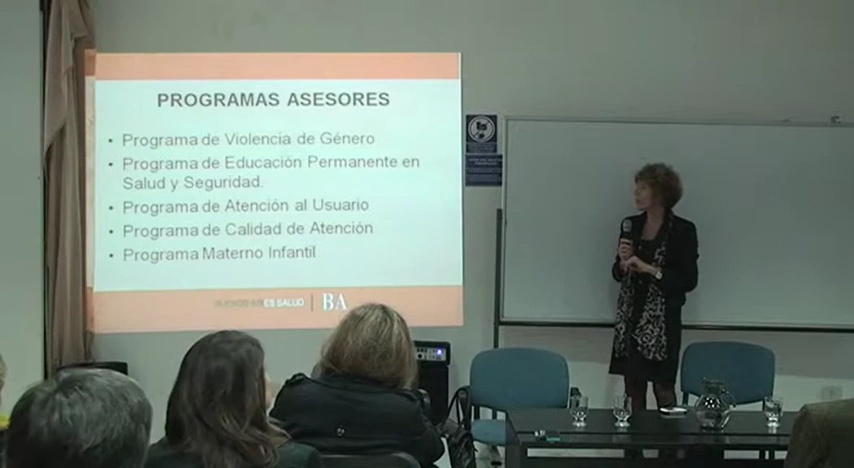 PROGRAMAS ASESORES
• Programa de Violencia de Género
• Programa de Educación Permanente en
Salud y Seguridad.
• Programa de Atención al Usuario
• Programa de Calidad de Atención
• Programa Materno Infantil
ES SALUD BA